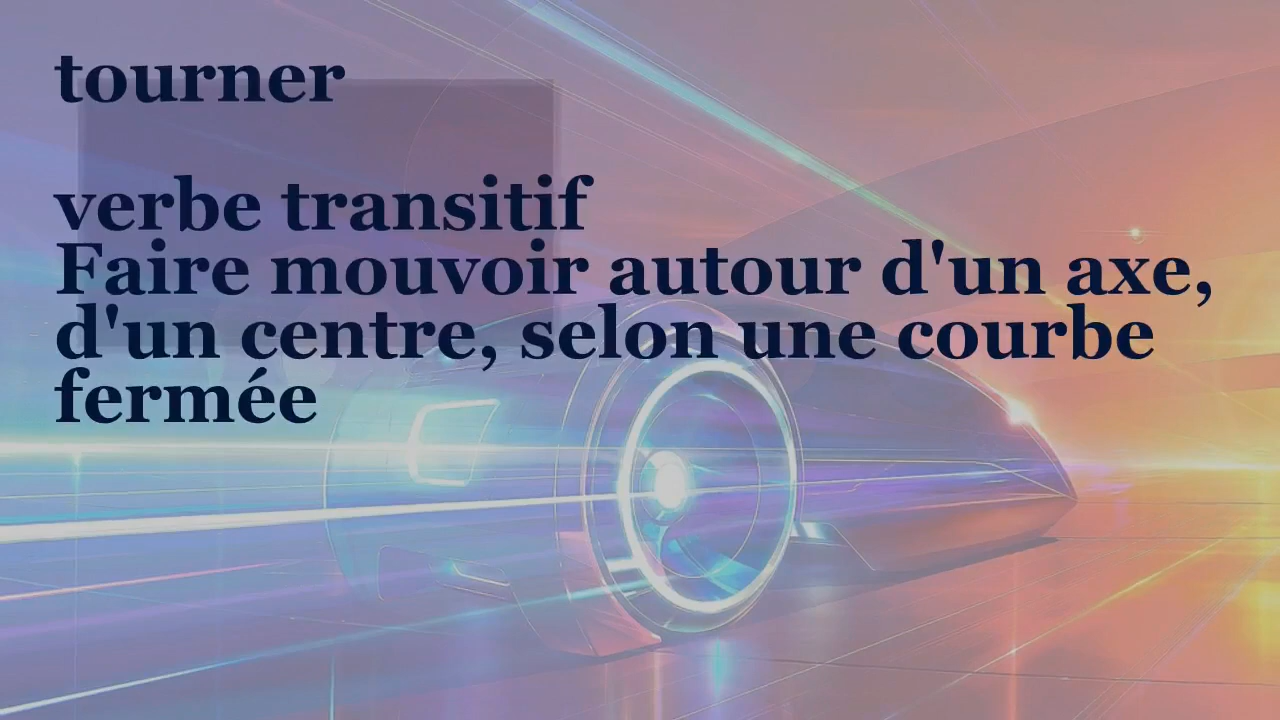 tourner
verbe transitif
Faire mouvoir autour d'un axe,
d'un centre, selon une courbe
fermée